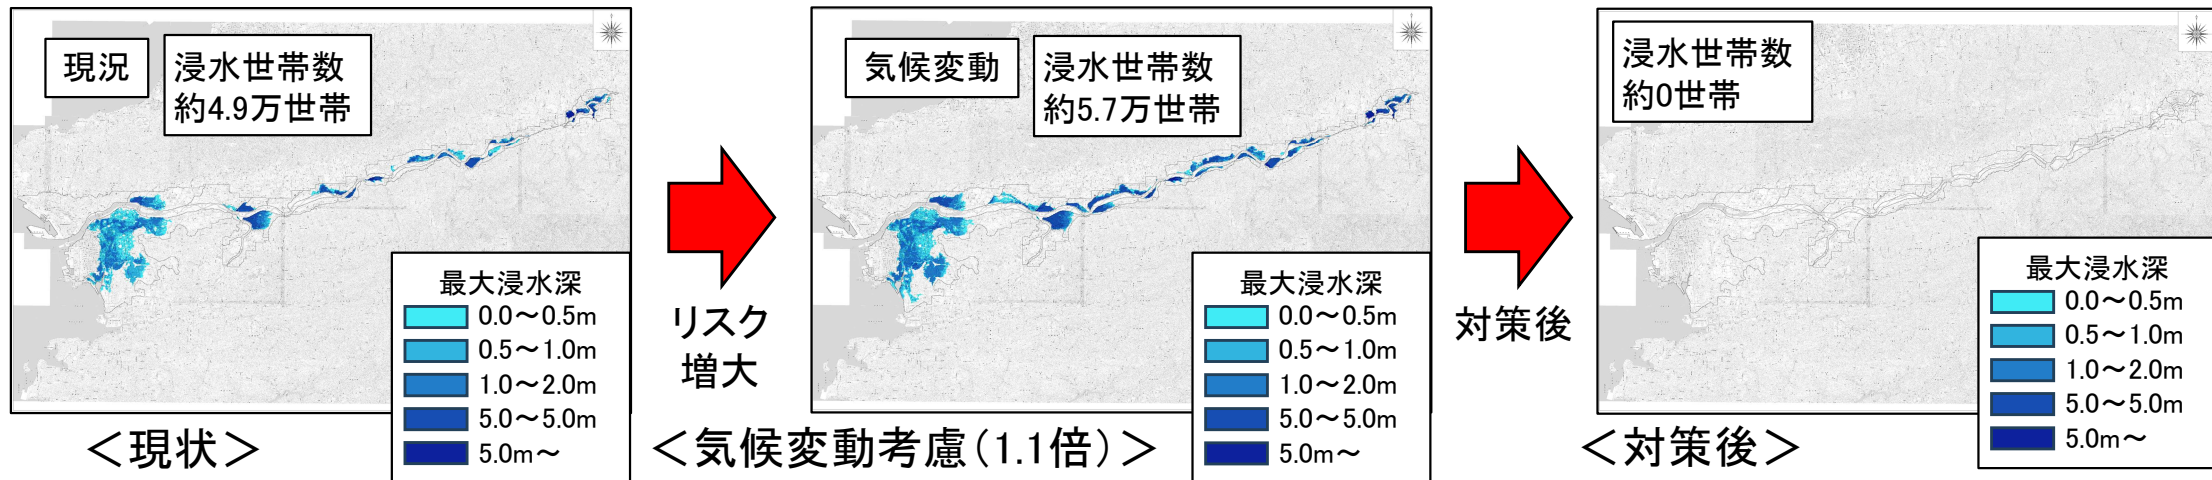 現況
浸水世帯数
約4.9万世帯
最大浸水深
0.0～0.5m
0.5～1.0m
1.0～2.0m
5.0～5.0m
5.0m～
＜現状＞
リスク
増大
気候変動
浸水世帯数
約5.7万世帯
最大浸水深
0.0～0.5m
0.5～1.0m
1.0～2.0m
5.0～5.0m
5.0m～
＜気候変動考慮(1.1倍)＞
対策後
浸水世帯数
約0世帯
最大浸水深
0.0～0.5m
0.5～1.0m
1.0～2.0m
5.0～5.0m
5.0m～
＜対策後＞